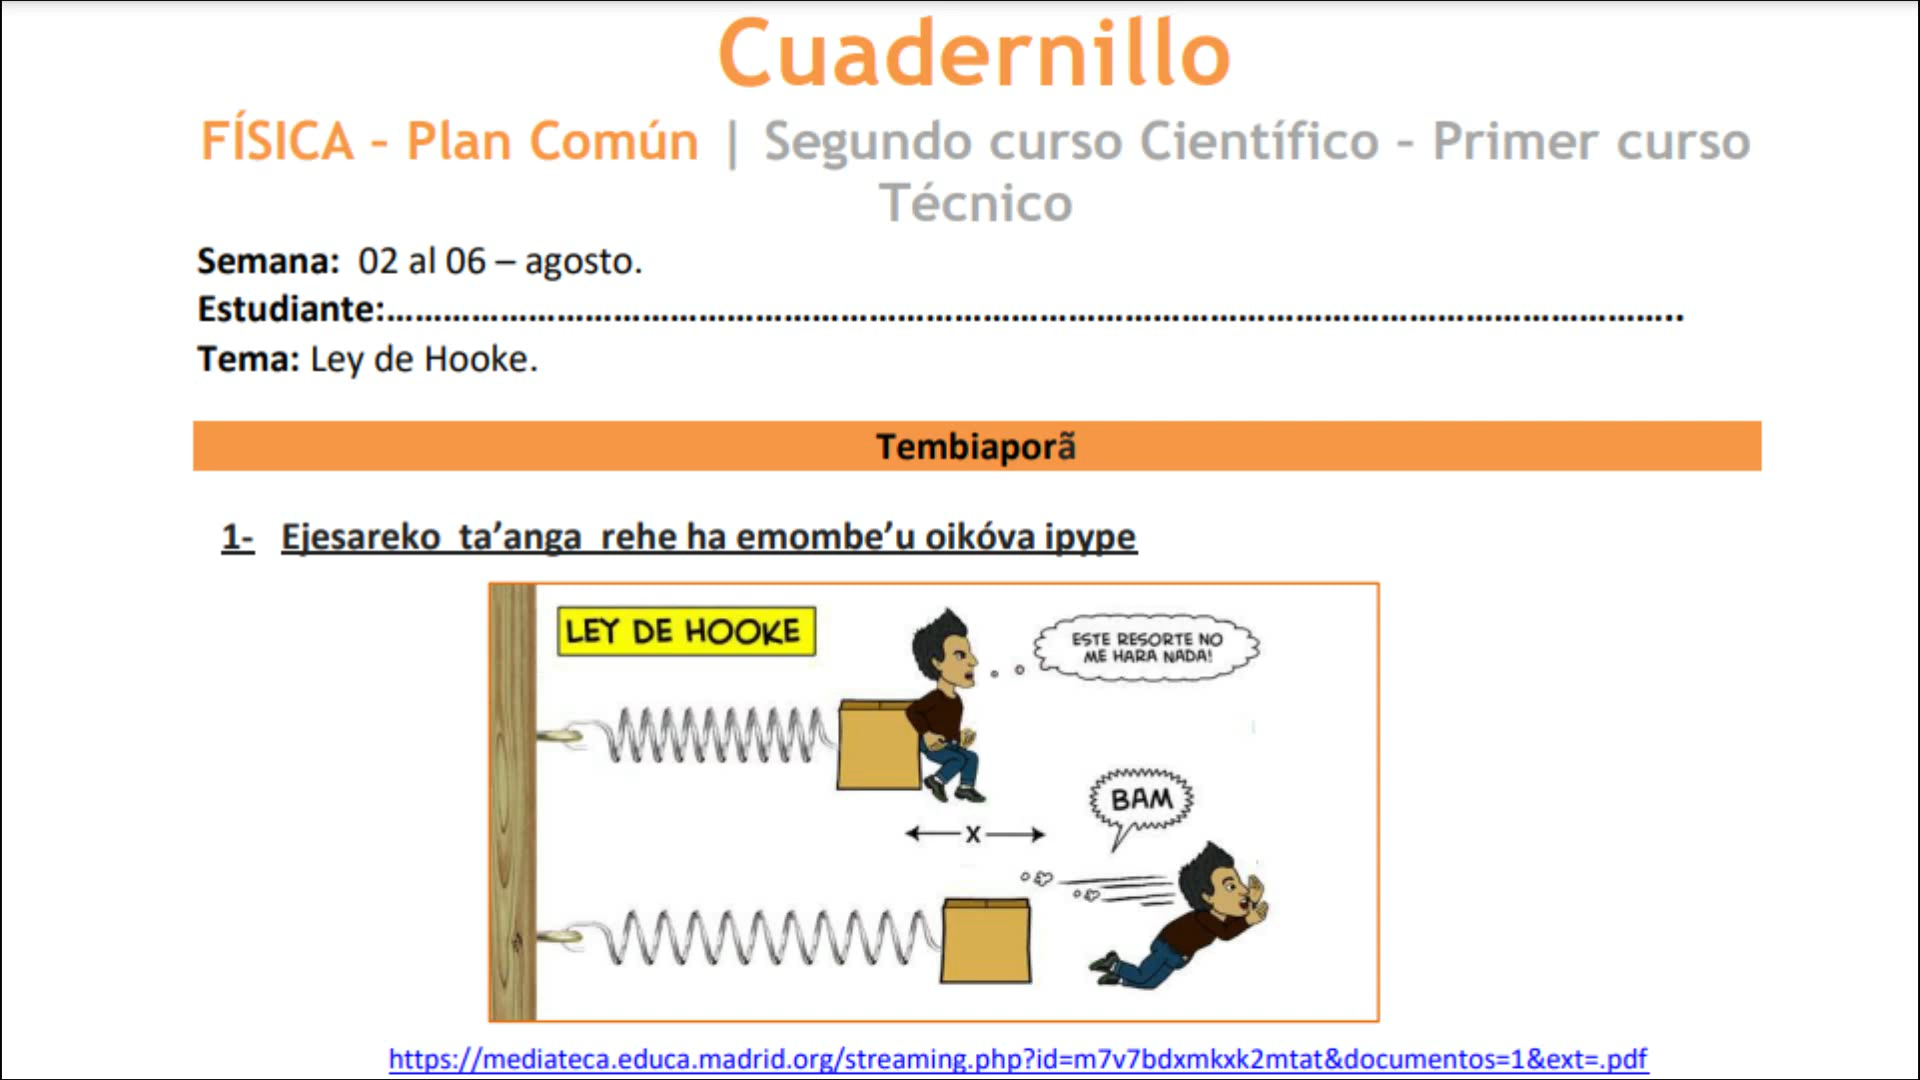 Cuadernillo
FÍSICA – Plan Común | Segundo curso Científico – Primer curso
Técnico
Semana: 02 al 06 – agosto.
Estudiante:………………………………………………………………………………………………………………..
Tema: Ley de Hooke.
Tembiaporã
1- Ejesareko ta’anga rehe ha emombe’u oikóva ipype
LEY DE HOOKE
ESTE RESORTE NO
ME HARA NADA!
X
BAM
https://mediateca.educa.madrid.org/streaming.php?id=m7v7bdxmkxk2mtat&documentos=1&ext=.pdf